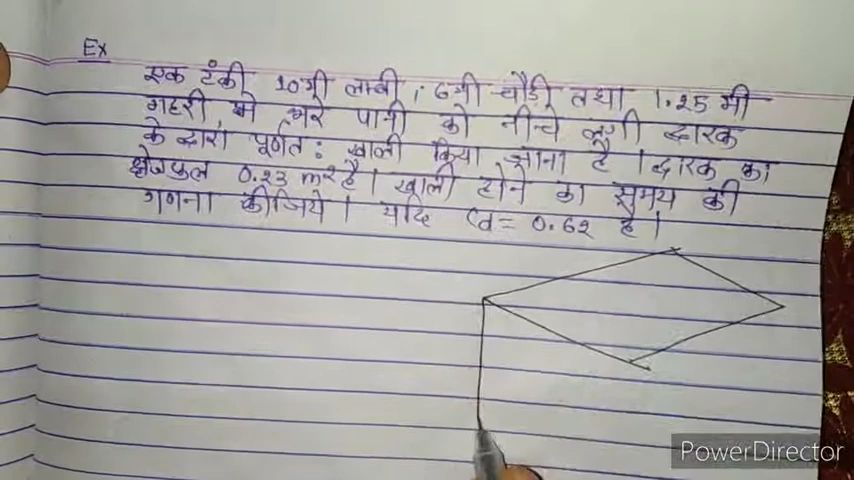 Ex
एक टंकी 10मी लम्बी, 6मी चौड़ी तथा 1.25 मी
गहरी, मे भरे पानी को नीचे लगी द्वारक
के द्वारा पूर्णत: खाली किया जाना है । द्वारक का
क्षेत्रफल 0.23 m² है । खाली होने का समय की
गणना कीजिये । यदि Cd = 0.62 है ।
PowerDirector